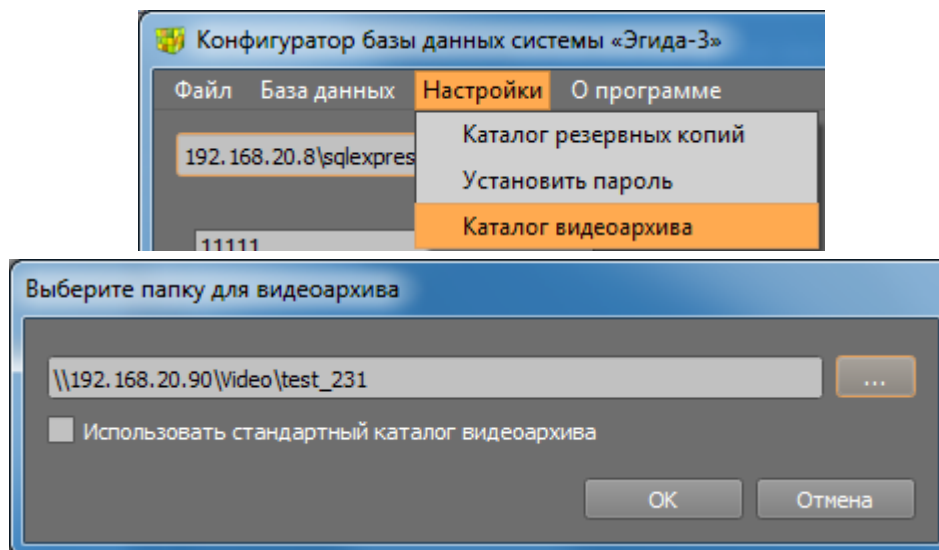 Конфигуратор базы данных системы «Эгида-3»
Файл База данных Настройки О программе
Каталог резервных копий
192.168.20.8\sqlexpres
Установить пароль
Каталог видеоархива
11111
Выберите папку для видеоархива
\\192.168.20.90\Video\test_231
...
Использовать стандартный каталог видеоархива
OK Отмена